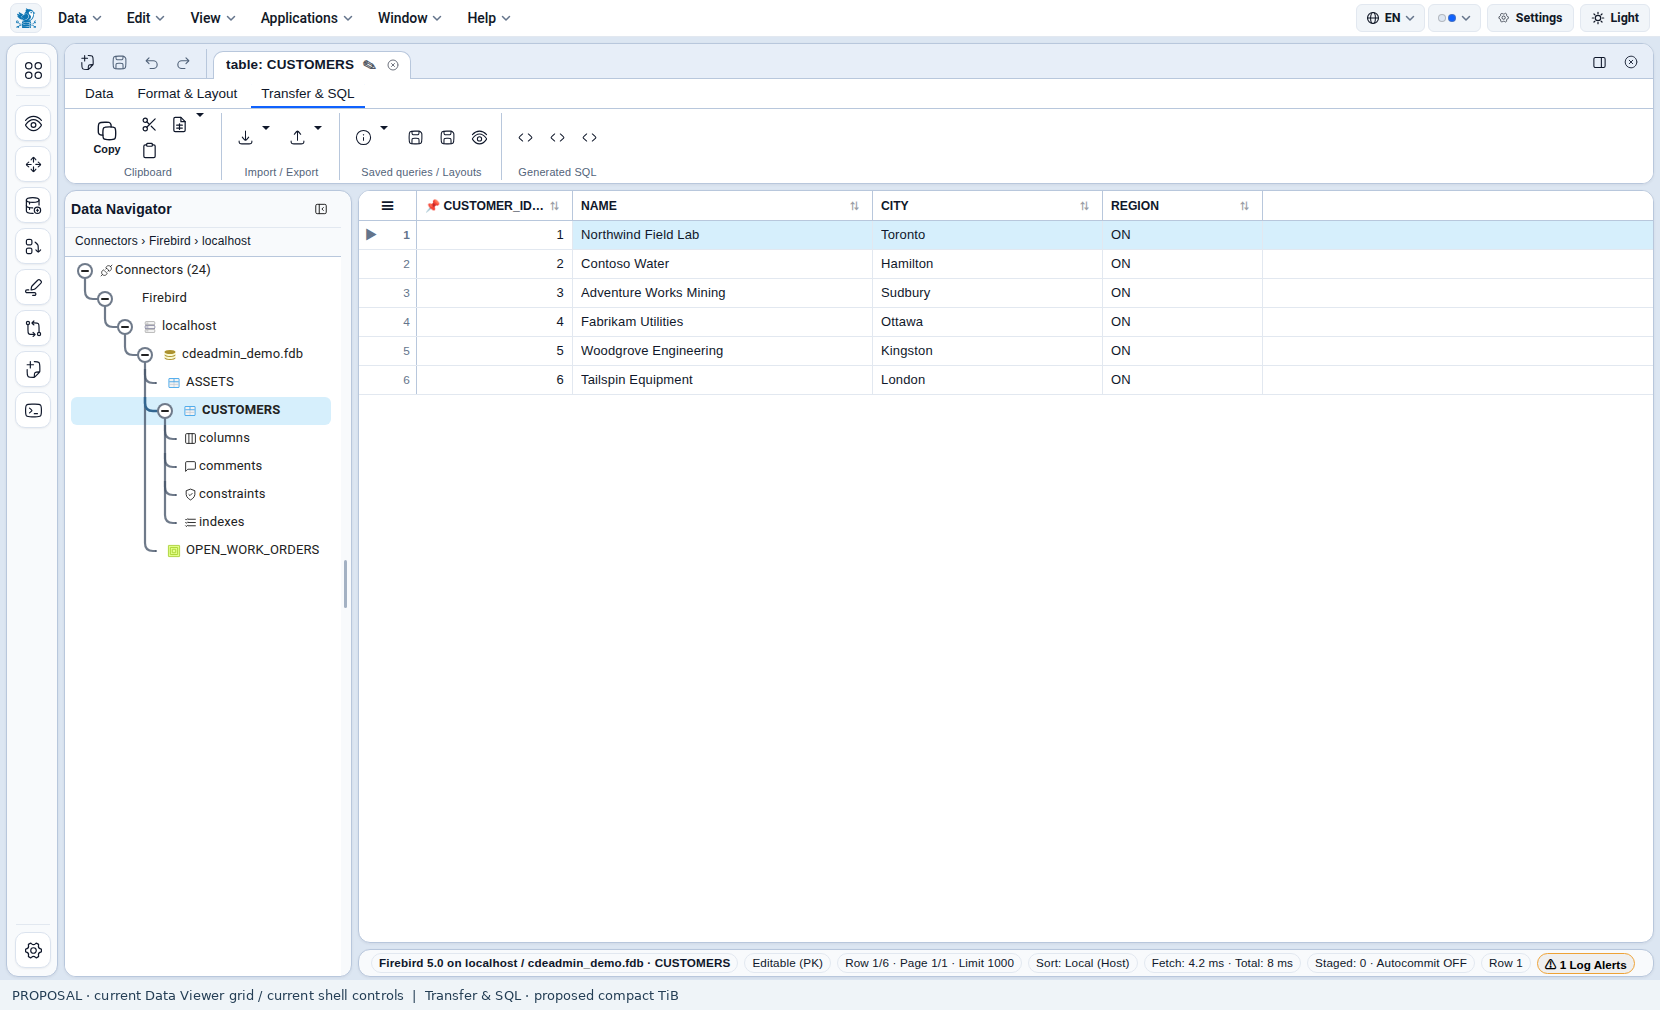 Data Edit View Applications Window Help EN Settings Light
table: CUSTOMERS
Data Format & Layout Transfer & SQL
Copy
Clipboard Import / Export Saved queries / Layouts Generated SQL
Data Navigator
Connectors › Firebird › localhost
Connectors (24)
Firebird
localhost
cdeadmin_demo.fdb
ASSETS
CUSTOMERS
columns
comments
constraints
indexes
OPEN_WORK_ORDERS
CUSTOMER_ID... NAME CITY REGION
1 1 Northwind Field Lab Toronto ON
2 2 Contoso Water Hamilton ON
3 3 Adventure Works Mining Sudbury ON
4 4 Fabrikam Utilities Ottawa ON
5 5 Woodgrove Engineering Kingston ON
6 6 Tailspin Equipment London ON
Firebird 5.0 on localhost / cdeadmin_demo.fdb · CUSTOMERS Editable (PK) Row 1/6 · Page 1/1 · Limit 1000 Sort: Local (Host) Fetch: 4.2 ms · Total: 8 ms Staged: 0 · Autocommit OFF Row 1 1 Log Alerts
PROPOSAL · current Data Viewer grid / current shell controls | Transfer & SQL · proposed compact TiB